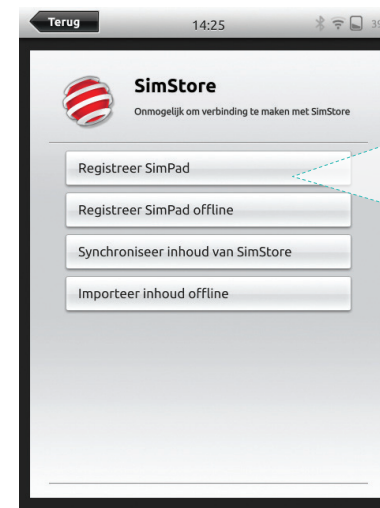 Terug
14:25
SimStore
Onmogelijk om verbinding te maken met SimStore
Registreer SimPad
Registreer SimPad offline
Synchroniseer inhoud van SimStore
Importeer inhoud offline